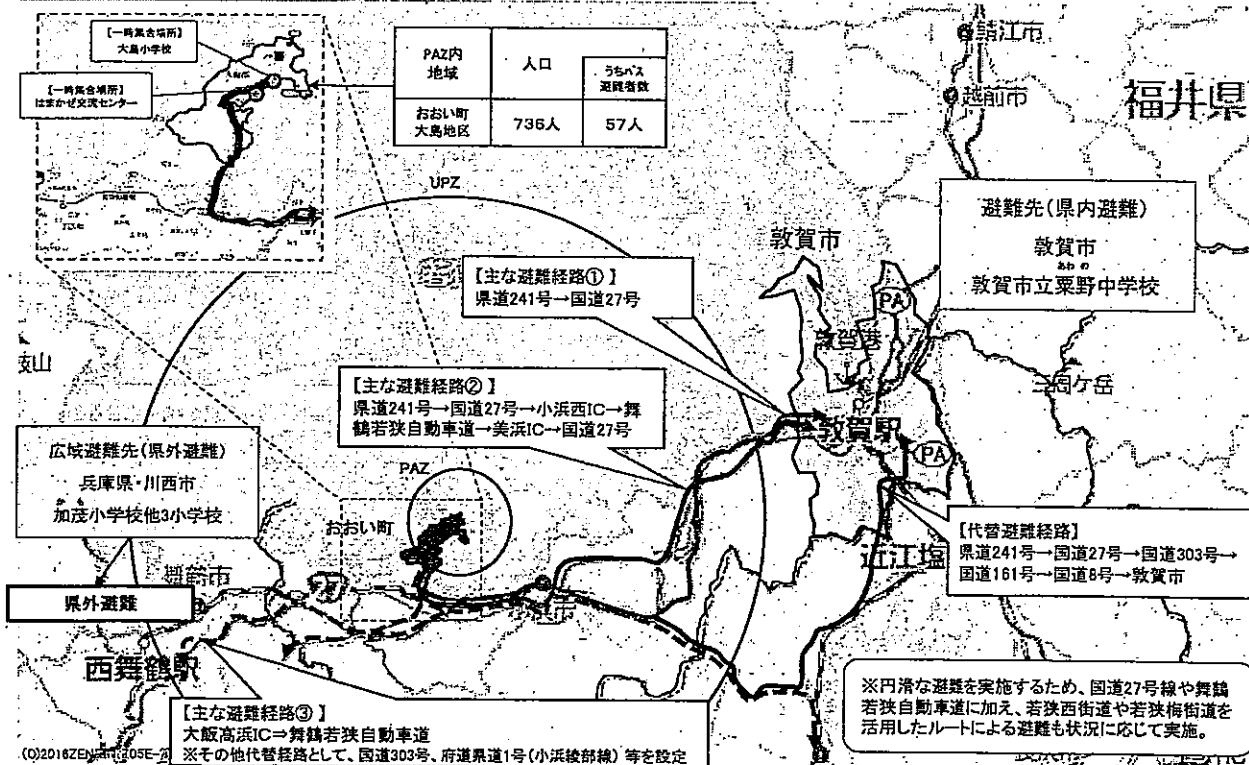 【一時集合場所】
大島小学校
【一時集合場所】
はまかぜ交流センター
PAZ内
地域
人口
うちバス
避難者数
おおい町
大島地区
736人
57人
鯖江市
越前市
福井県
UPZ
避難先(県内避難)
敦賀市
あわの
敦賀市立粟野中学校
敦賀市
【主な避難経路①】
県道241号→国道27号
PA
敦賀港
三国ケ岳
【主な避難経路②】
県道241号→国道27号→小浜西IC→舞
鶴若狭自動車道→美浜IC→国道27号
敦賀駅
PA
広域避難先(県外避難)
兵庫県・川西市
かも
加茂小学校他3小学校
PAZ
おおい町
【代替避難経路】
県道241号→国道27号→国道303号→
国道161号→国道8号→敦賀市
近江塩
舞鶴市
県外避難
西舞鶴駅
【主な避難経路③】
大飯高浜IC⇒舞鶴若狭自動車道
※その他代替経路として、国道303号、府道県道1号(小浜綾部線) 等を設定
※円滑な避難を実施するため、国道27号線や舞鶴
若狭自動車道に加え、若狭西街道や若狭梅街道を
活用したルートによる避難も状況に応じて実施。